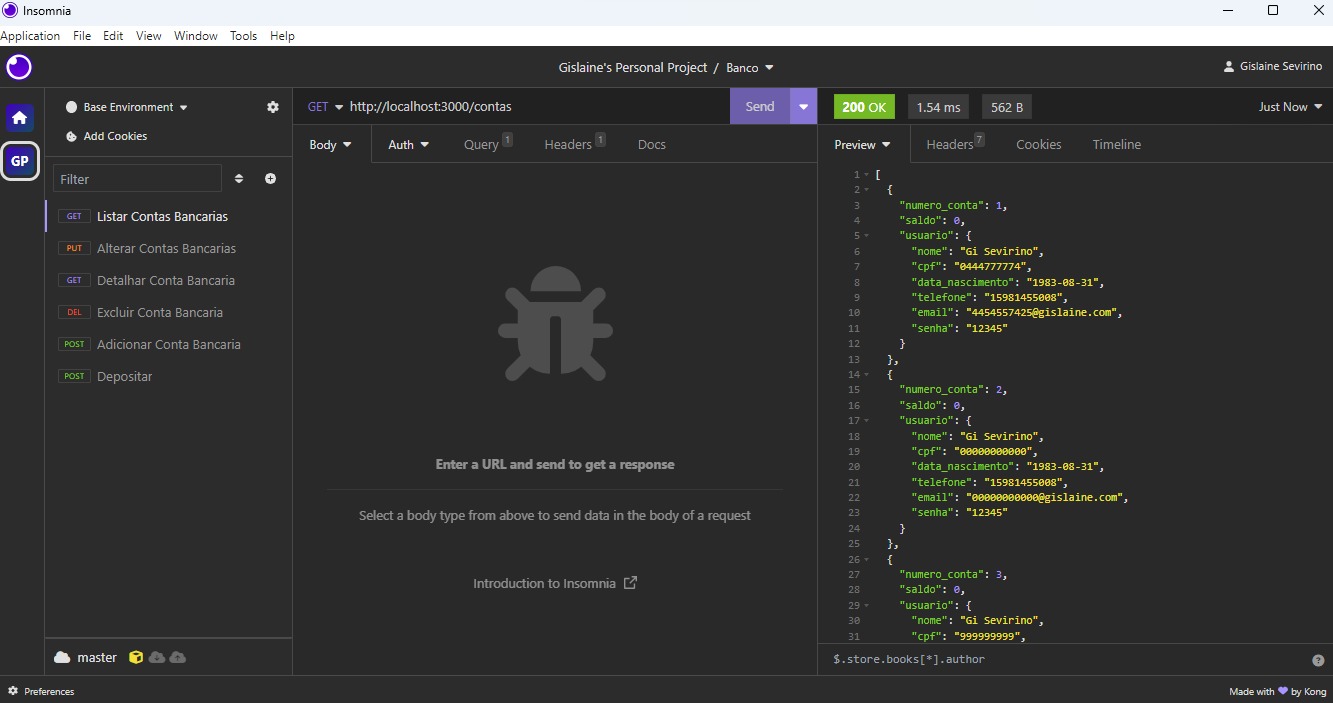 Insomnia
Application File Edit View Window Tools Help
Gislaine's Personal Project / Banco
Gislaine Sevirino
GP
Base Environment
Add Cookies
Filter
GET Listar Contas Bancarias
PUT Alterar Contas Bancarias
GET Detalhar Conta Bancaria
DEL Excluir Conta Bancaria
POST Adicionar Conta Bancaria
POST Depositar
master
Preferences
GET http://localhost:3000/contas Send
Body Auth Query 1 Headers 1 Docs
Enter a URL and send to get a response
Select a body type from above to send data in the body of a request
Introduction to Insomnia
200 OK 1.54 ms 562 B Just Now
Preview Headers 7 Cookies Timeline
1 [
2 {
3 "numero_conta": 1,
4 "saldo": 0,
5 "usuario": {
6 "nome": "Gi Sevirino",
7 "cpf": "0444777774",
8 "data_nascimento": "1983-08-31",
9 "telefone": "15981455008",
10 "email": "4454557425@gislaine.com",
11 "senha": "12345"
12 }
13 },
14 {
15 "numero_conta": 2,
16 "saldo": 0,
17 "usuario": {
18 "nome": "Gi Sevirino",
19 "cpf": "00000000000",
20 "data_nascimento": "1983-08-31",
21 "telefone": "15981455008",
22 "email": "00000000000@gislaine.com",
23 "senha": "12345"
24 }
25 },
26 {
27 "numero_conta": 3,
28 "saldo": 0,
29 "usuario": {
30 "nome": "Gi Sevirino",
31 "cpf": "999999999",
$.store.books[*].author
Made with 💜 by Kong